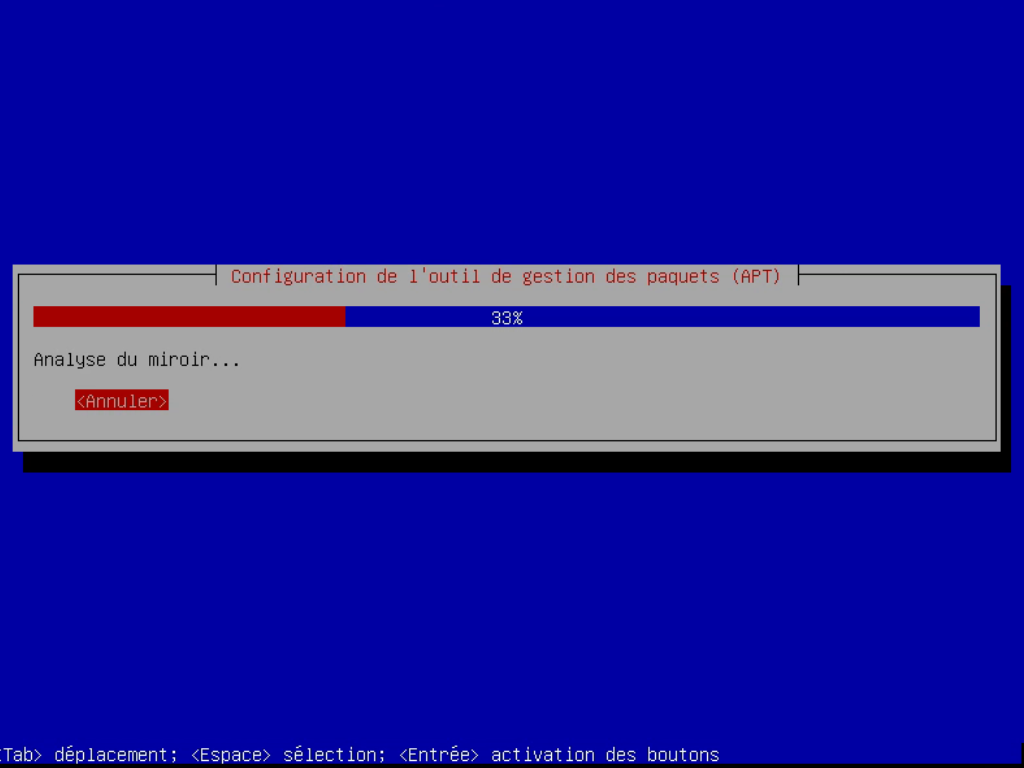 Configuration de l'outil de gestion des paquets (APT)
33%
Analyse du miroir...
<Annuler>
<Tab> déplacement; <Espace> sélection; <Entrée> activation des boutons